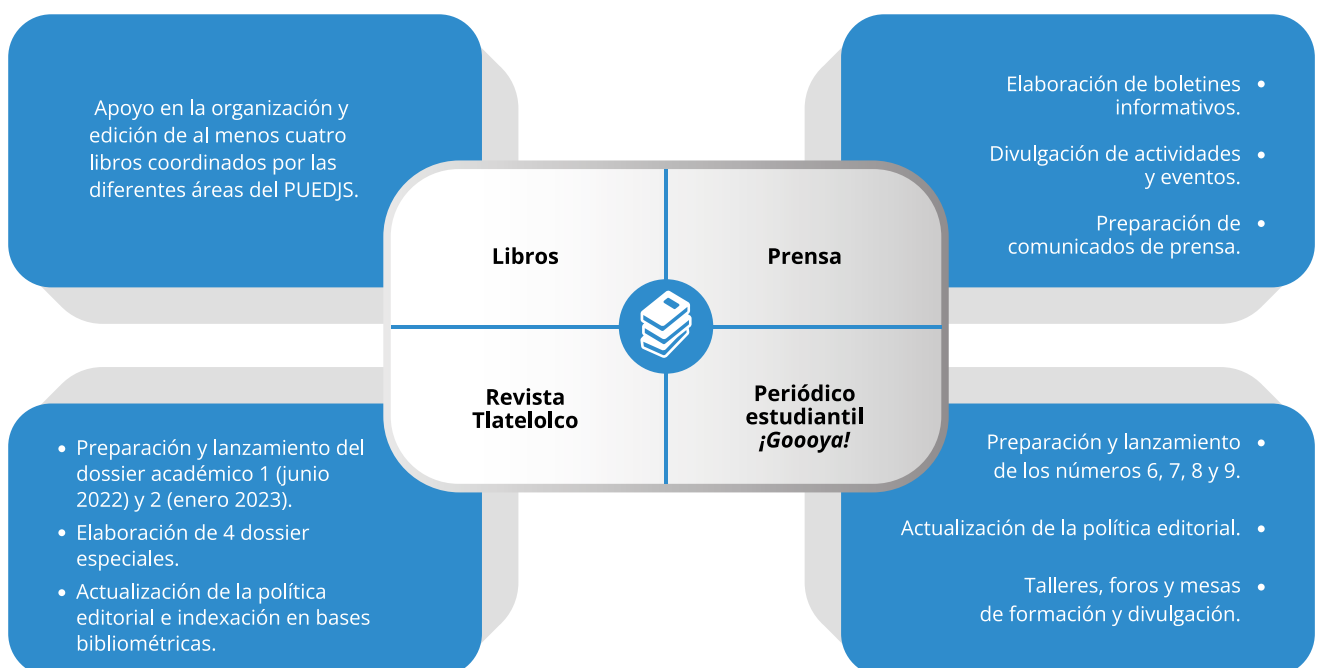 Apoyo en la organización y
edición de al menos cuatro
libros coordinados por las
diferentes áreas del PUEDJS.
Elaboración de boletines •
informativos.
Divulgación de actividades •
y eventos.
Preparación de •
comunicados de prensa.
Libros
Prensa
Revista
Tlatelolco
Periódico
estudiantil
¡Goooya!
• Preparación y lanzamiento del
dossier académico 1 (junio
2022) y 2 (enero 2023).
• Elaboración de 4 dossier
especiales.
• Actualización de la política
editorial e indexación en bases
bibliométricas.
Preparación y lanzamiento •
de los números 6, 7, 8 y 9.
Actualización de la política editorial. •
Talleres, foros y mesas •
de formación y divulgación.